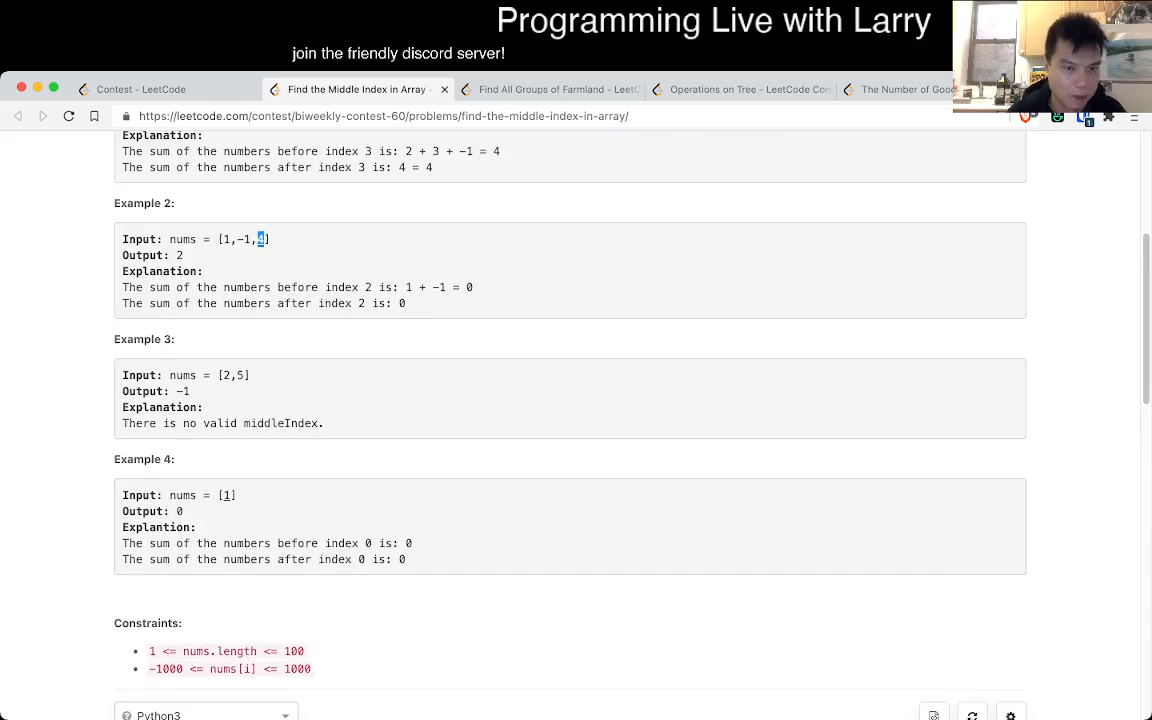 Programming Live with Larry
join the friendly discord server!
Contest - LeetCode
Find the Middle Index in Array -
Find All Groups of Farmland - LeetC
Operations on Tree - LeetCode Con
The Number of Good
https://leetcode.com/contest/biweekly-contest-60/problems/find-the-middle-index-in-array/
Explanation:
The sum of the numbers before index 3 is: 2 + 3 + -1 = 4
The sum of the numbers after index 3 is: 4 = 4
Example 2:
Input: nums = [1,-1,4]
Output: 2
Explanation:
The sum of the numbers before index 2 is: 1 + -1 = 0
The sum of the numbers after index 2 is: 0
Example 3:
Input: nums = [2,5]
Output: -1
Explanation:
There is no valid middleIndex.
Example 4:
Input: nums = [1]
Output: 0
Explantion:
The sum of the numbers before index 0 is: 0
The sum of the numbers after index 0 is: 0
Constraints:
1 <= nums.length <= 100
-1000 <= nums[i] <= 1000
Python3